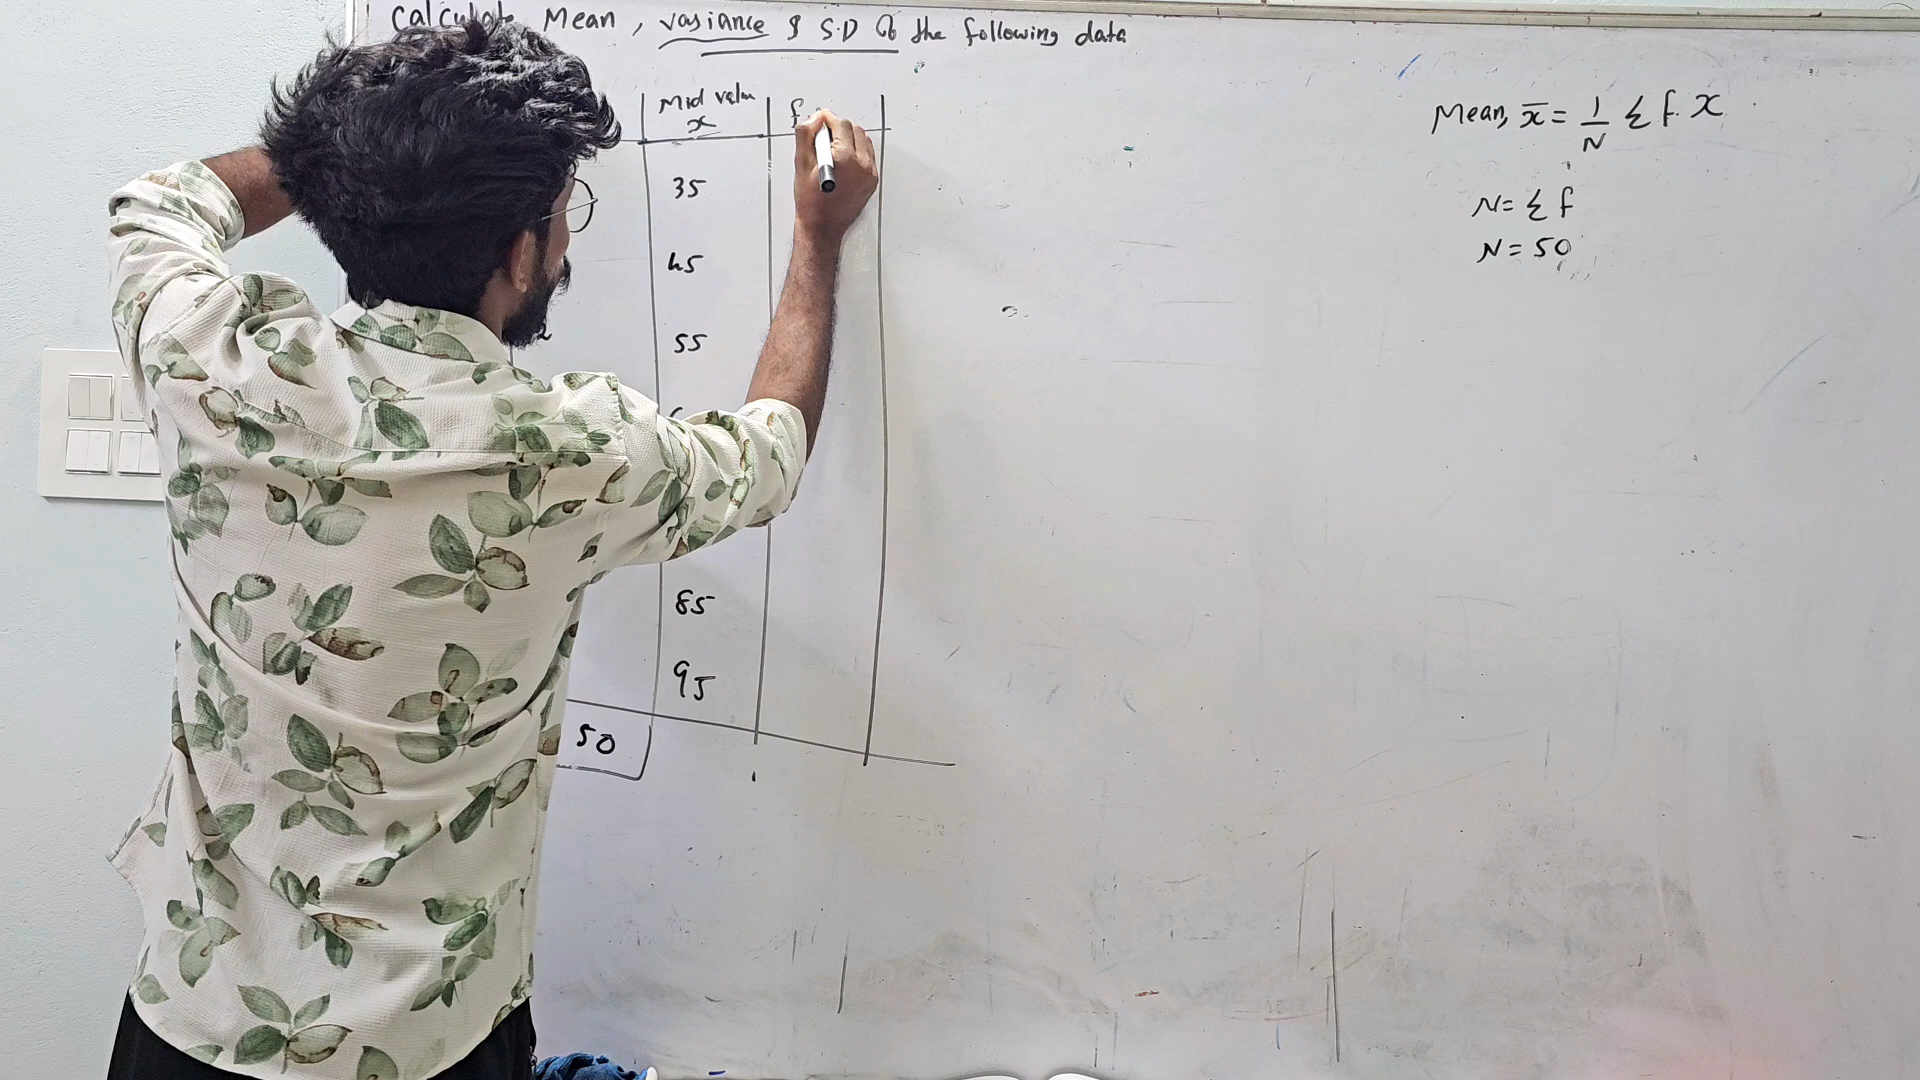 Calculate Mean, variance & S.D of the following data
Mid value
x
f
35
45
55
85
95
50
Mean, x̄ = 1/N Σ f. x
N = Σ f
N = 50